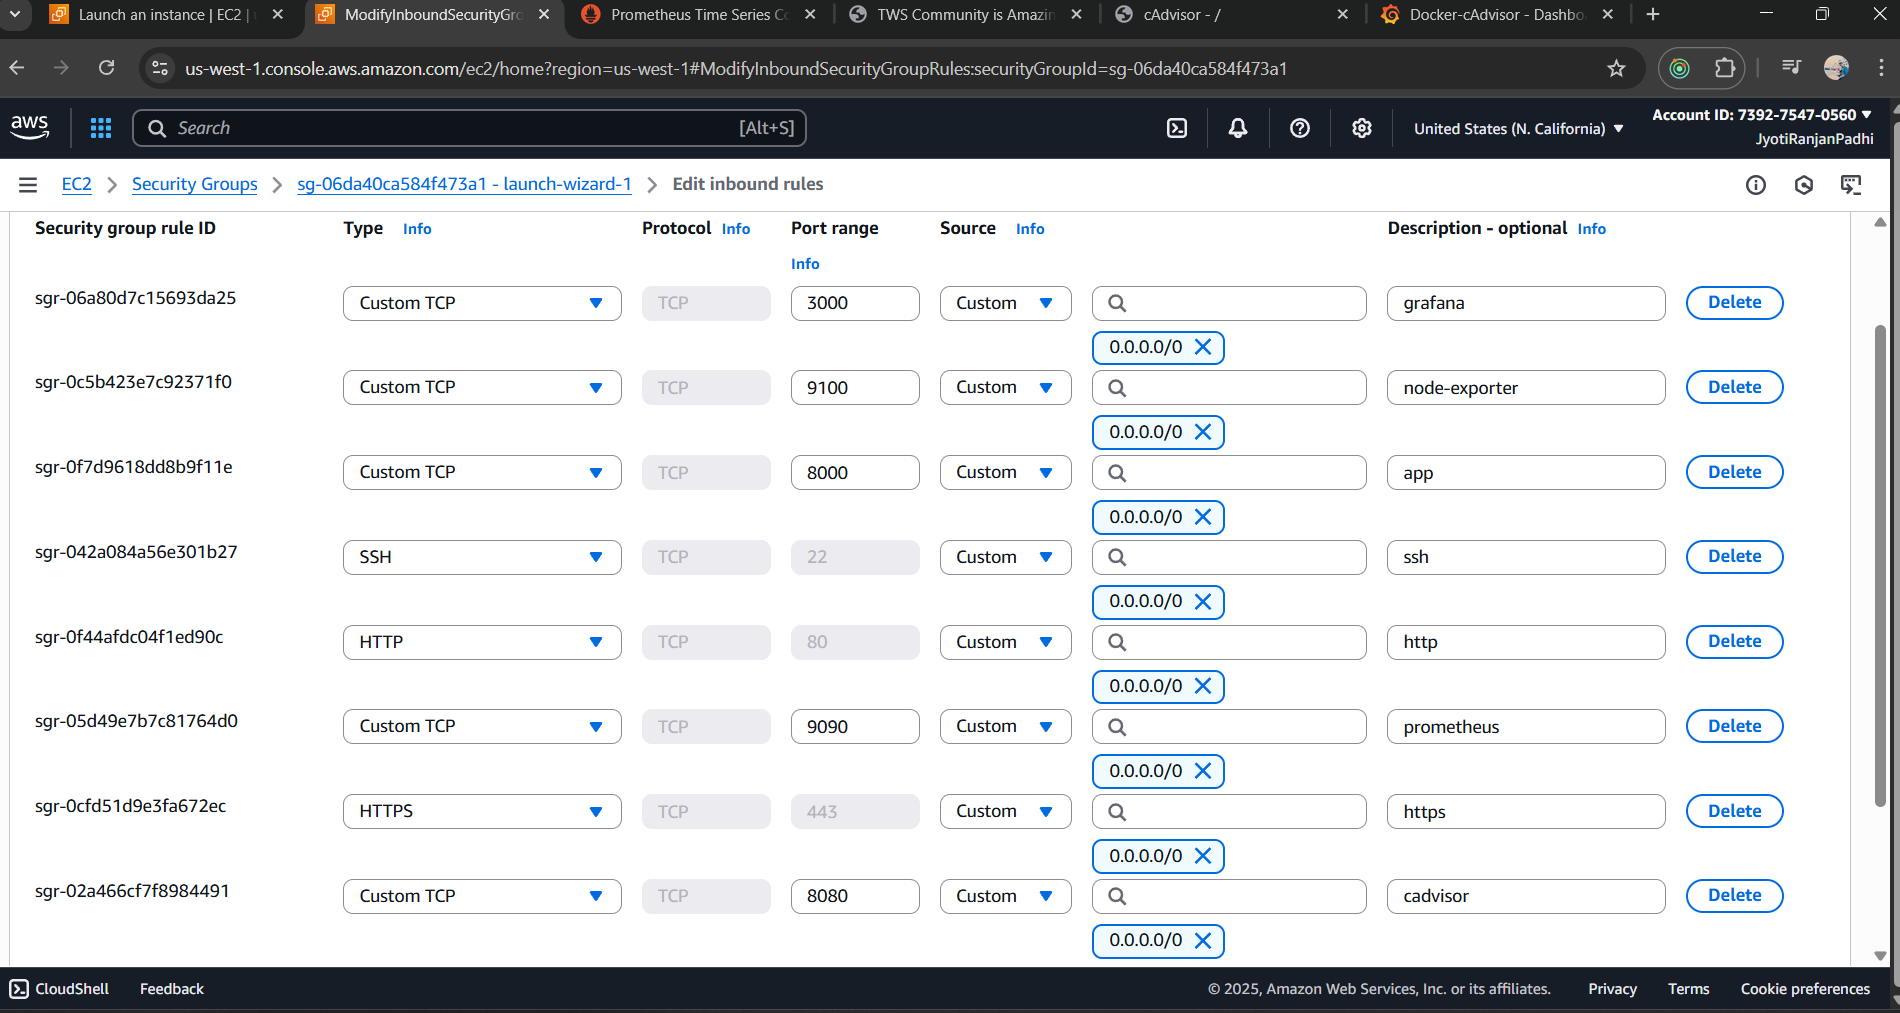 Launch an instance | EC2 |
ModifyInboundSecurityGro
Prometheus Time Series Co
TWS Community is Amazin
cAdvisor - /
Docker-cAdvisor - Dashbo
us-west-1.console.aws.amazon.com/ec2/home?region=us-west-1#ModifyInboundSecurityGroupRules:securityGroupId=sg-06da40ca584f473a1
aws
Search [Alt+S]
United States (N. California)
Account ID: 7392-7547-0560
JyotiRanjanPadhi
EC2 > Security Groups > sg-06da40ca584f473a1 - launch-wizard-1 > Edit inbound rules
Security group rule ID Type Info Protocol Info Port range Source Info Description - optional Info
Info
sgr-06a80d7c15693da25 Custom TCP TCP 3000 Custom grafana Delete
0.0.0.0/0
sgr-0c5b423e7c92371f0 Custom TCP TCP 9100 Custom node-exporter Delete
0.0.0.0/0
sgr-0f7d9618dd8b9f11e Custom TCP TCP 8000 Custom app Delete
0.0.0.0/0
sgr-042a084a56e301b27 SSH TCP 22 Custom ssh Delete
0.0.0.0/0
sgr-0f44afdc04f1ed90c HTTP TCP 80 Custom http Delete
0.0.0.0/0
sgr-05d49e7b7c81764d0 Custom TCP TCP 9090 Custom prometheus Delete
0.0.0.0/0
sgr-0cfd51d9e3fa672ec HTTPS TCP 443 Custom https Delete
0.0.0.0/0
sgr-02a466cf7f8984491 Custom TCP TCP 8080 Custom cadvisor Delete
0.0.0.0/0
CloudShell Feedback © 2025, Amazon Web Services, Inc. or its affiliates. Privacy Terms Cookie preferences